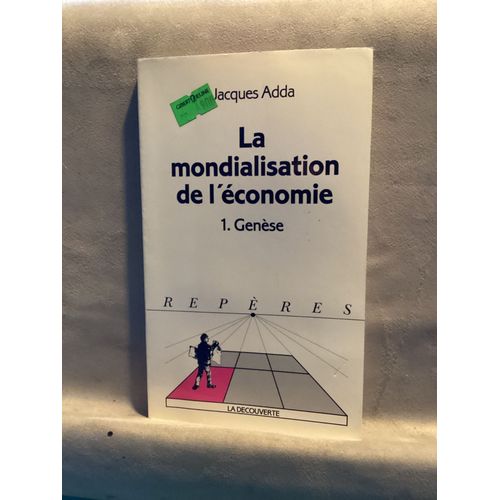 Jacques Adda
La
mondialisation
de l'économie
1. Genèse
REPÈRES
LA DECOUVERTE